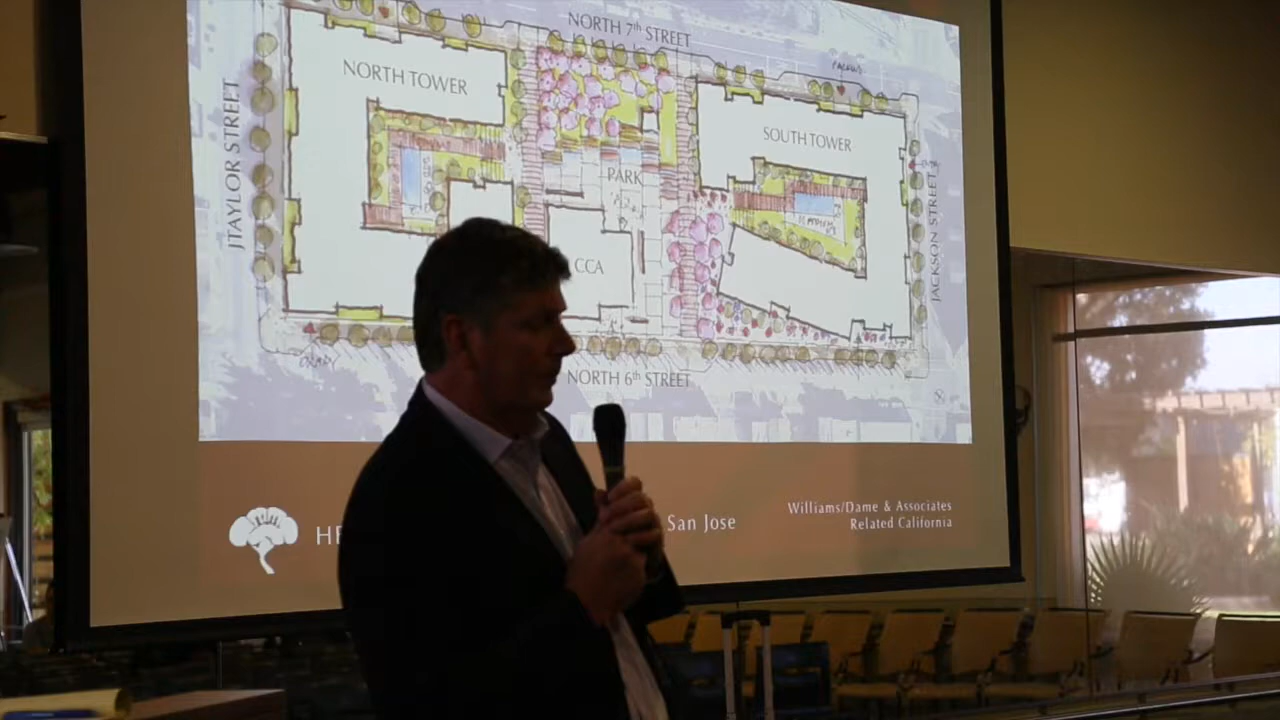 NORTH 7th STREET
NORTH TOWER
SOUTH TOWER
PARK
CCA
JTAYLOR STREET
JACKSON STREET
NORTH 6th STREET
San Jose
Williams/Dame & Associates
Related California